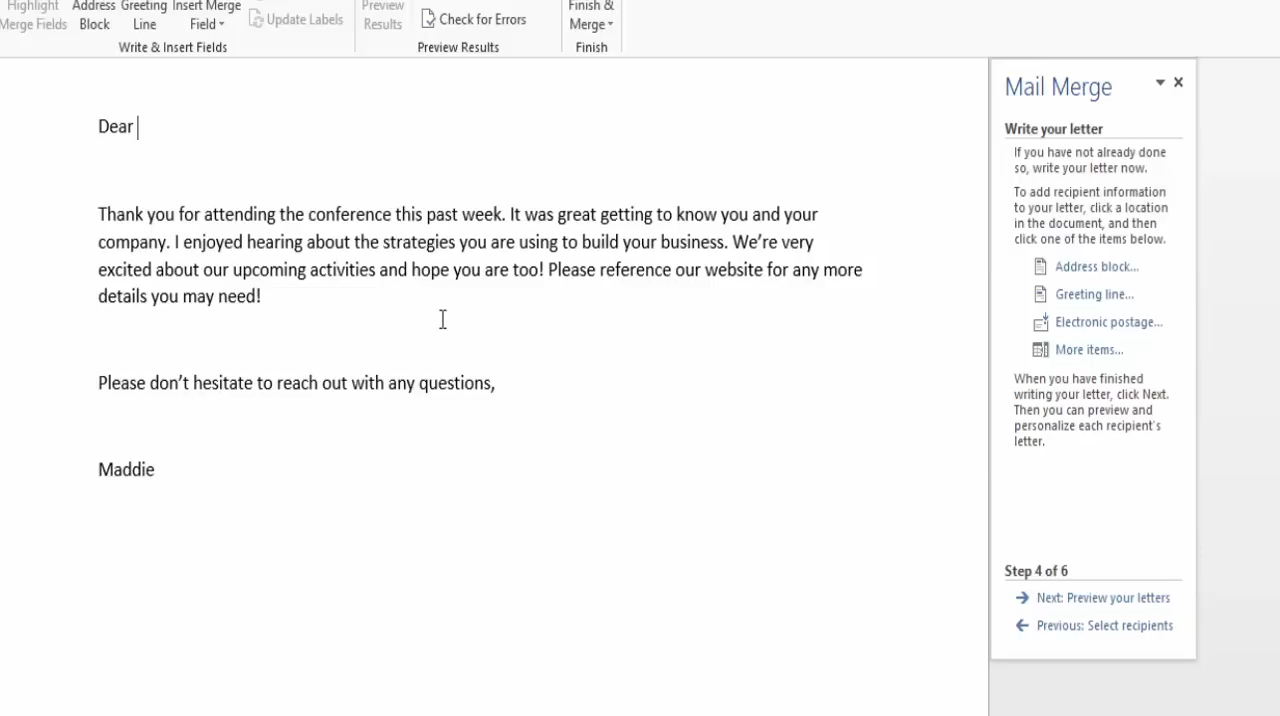 Highlight
Merge Fields
Address
Block
Greeting
Line
Insert Merge
Field
Update Labels
Write & Insert Fields
Preview
Results
Check for Errors
Preview Results
Finish &
Merge
Finish
Dear
Thank you for attending the conference this past week. It was great getting to know you and your
company. I enjoyed hearing about the strategies you are using to build your business. We’re very
excited about our upcoming activities and hope you are too! Please reference our website for any more
details you may need!
Please don’t hesitate to reach out with any questions,
Maddie
Mail Merge
Write your letter
If you have not already done
so, write your letter now.
To add recipient information
to your letter, click a location
in the document, and then
click one of the items below.
Address block...
Greeting line...
Electronic postage...
More items...
When you have finished
writing your letter, click Next.
Then you can preview and
personalize each recipient's
letter.
Step 4 of 6
Next: Preview your letters
Previous: Select recipients